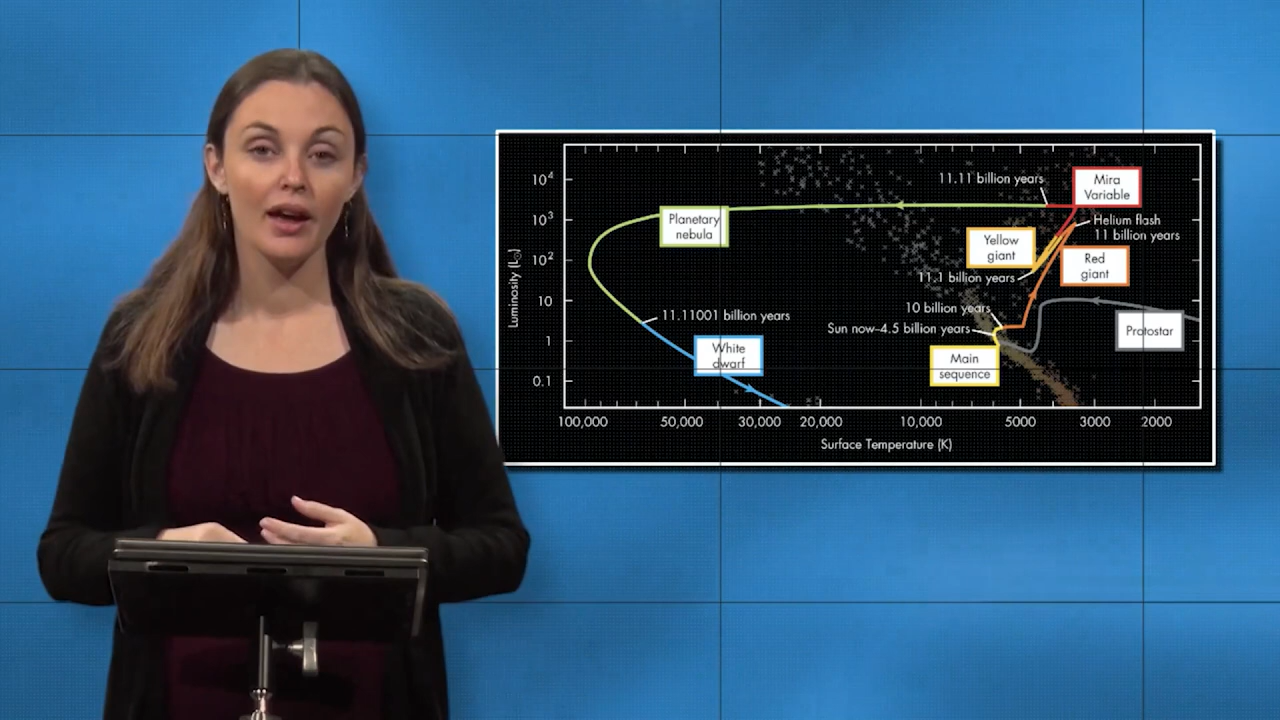 11.11 billion years
Mira
Variable
Planetary
nebula
Helium flash
11 billion years
Yellow
giant
Red
giant
11.1 billion years
10 billion years
11.11001 billion years
Sun now–4.5 billion years
Protostar
White
dwarf
Main
sequence
10⁴
10³
10²
10
1
0.1
Luminosity (L☉)
100,000 50,000 30,000 20,000 10,000 5000 3000 2000
Surface Temperature (K)